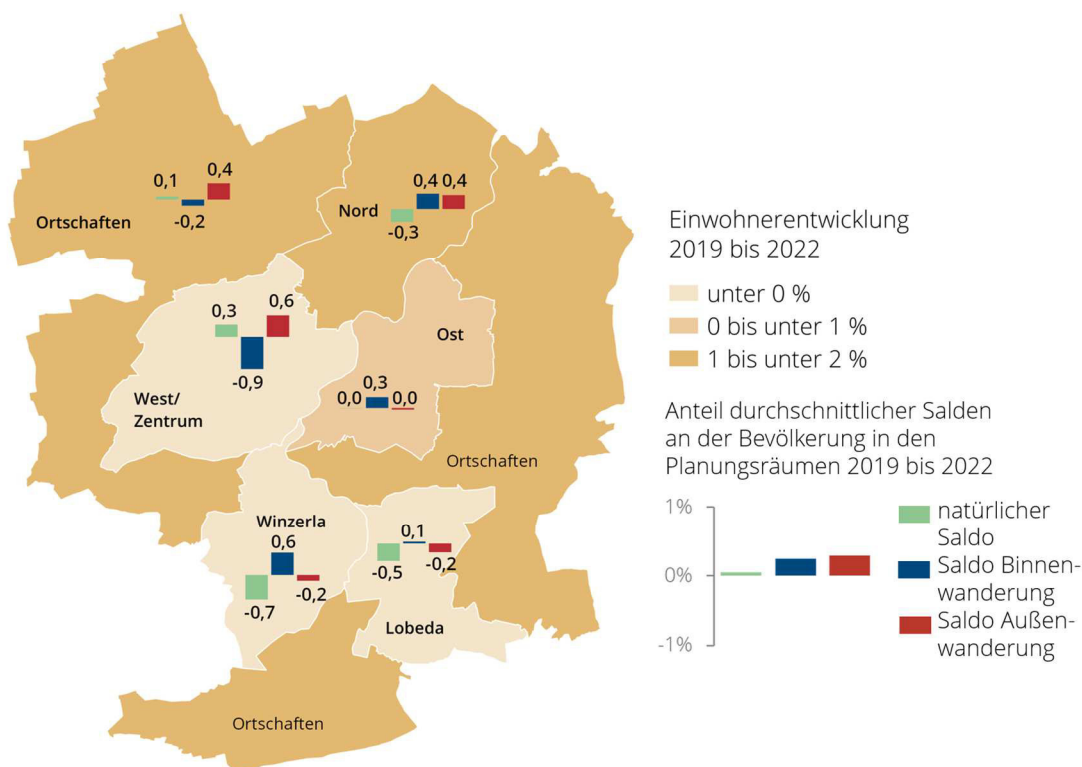 0,1
0,4
-0,2
Ortschaften
0,4
0,4
Nord
-0,3
0,3
0,6
-0,9
West/
Zentrum
Ost
0,3
0,0
0,0
Ortschaften
Winzerla
0,6
-0,7
-0,2
0,1
-0,5
-0,2
Lobeda
Ortschaften
Einwohnerentwicklung
2019 bis 2022
unter 0 %
0 bis unter 1 %
1 bis unter 2 %
Anteil durchschnittlicher Salden
an der Bevölkerung in den
Planungsräumen 2019 bis 2022
1%
0%
-1%
natürlicher
Saldo
Saldo Binnen-
wanderung
Saldo Außen-
wanderung